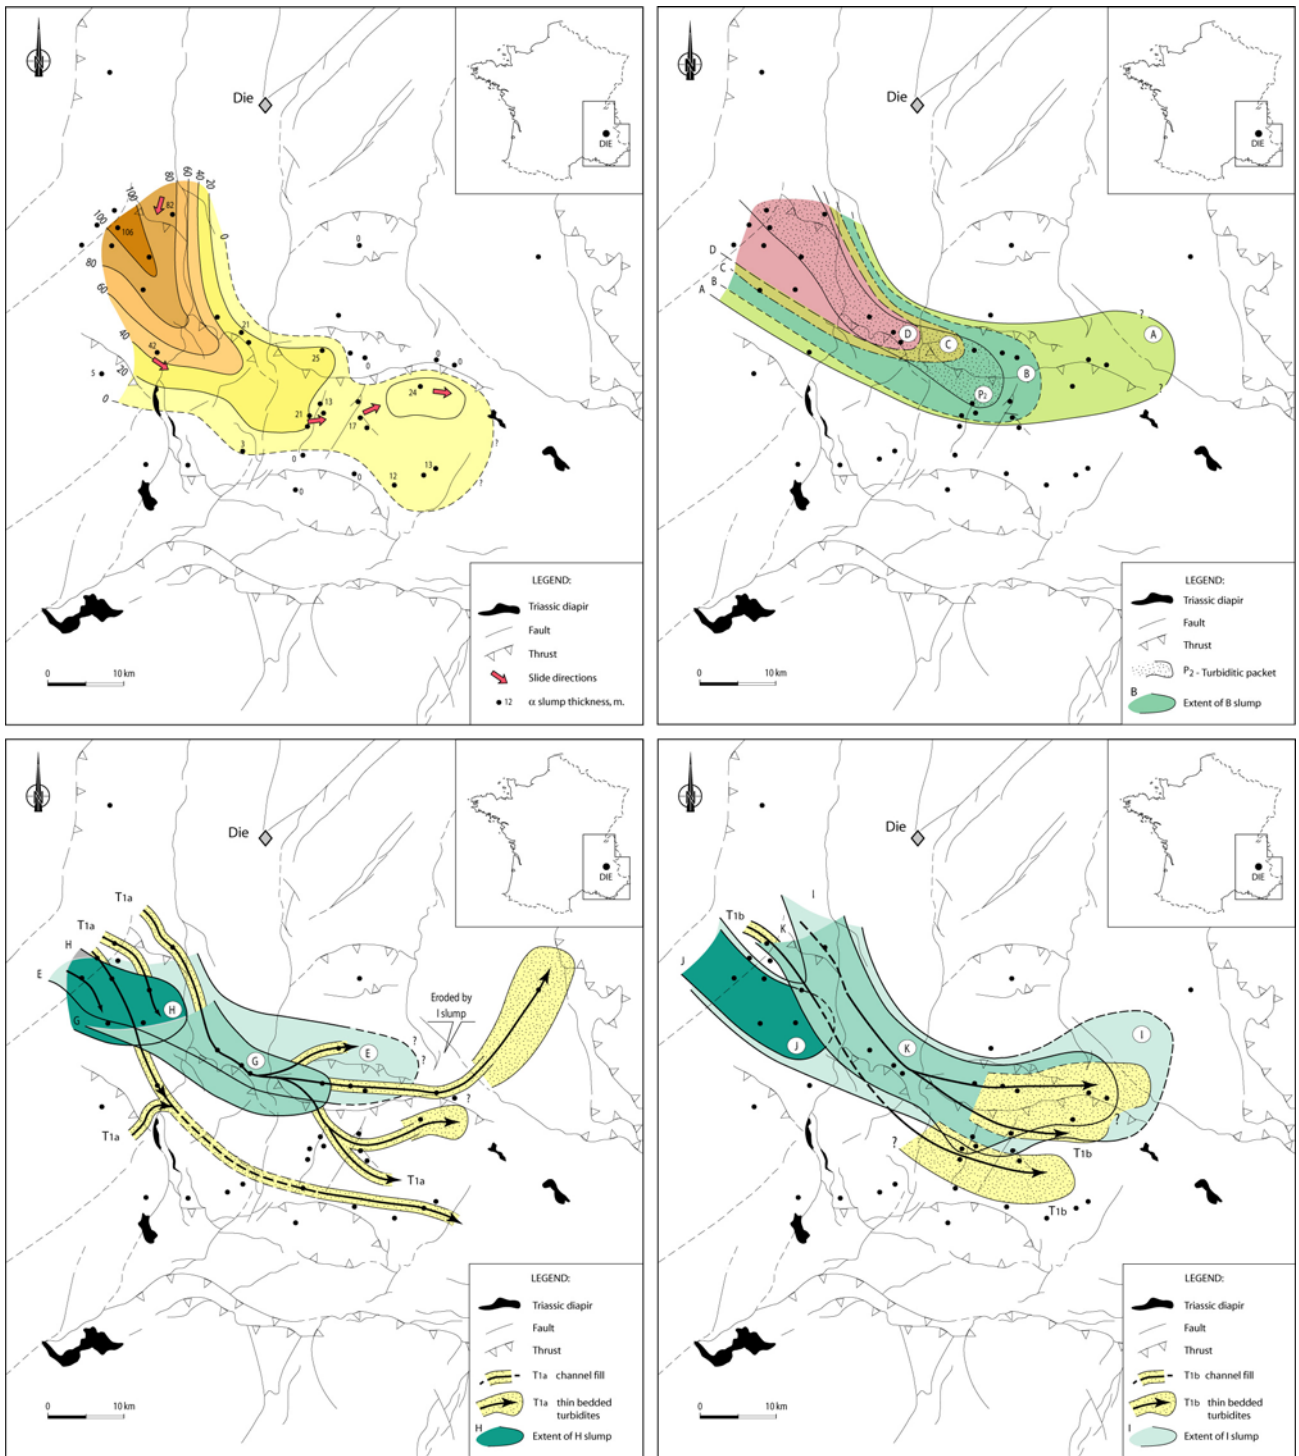 N
Die
DIE
100
100
80
60
40
20
0
82
106
100
80
60
40
20
0
42
5
21
25
13
21
17
24
3
0
0
0
0
0
0
12
13
?
?
LEGEND:
Triassic diapir
Fault
Thrust
Slide directions
12 α slump thickness, m.
0 10 km
N
Die
DIE
D
C
B
A
D
C
B
A
P2
?
?
LEGEND:
Triassic diapir
Fault
Thrust
P2 - Turbiditic packet
B
Extent of B slump
0 10 km
N
Die
DIE
T1a
T1a
H
E
G
H
G
E
Eroded by
I slump
?
?
?
T1a
T1a
LEGEND:
Triassic diapir
Fault
Thrust
T1a channel fill
T1a thin bedded
turbidites
H
Extent of H slump
0 10 km
N
Die
DIE
I
T1b
K
J
J
K
I
?
?
T1b
T1b
LEGEND:
Triassic diapir
Fault
Thrust
T1b channel fill
T1b thin bedded
turbidites
I
Extent of I slump
0 10 km